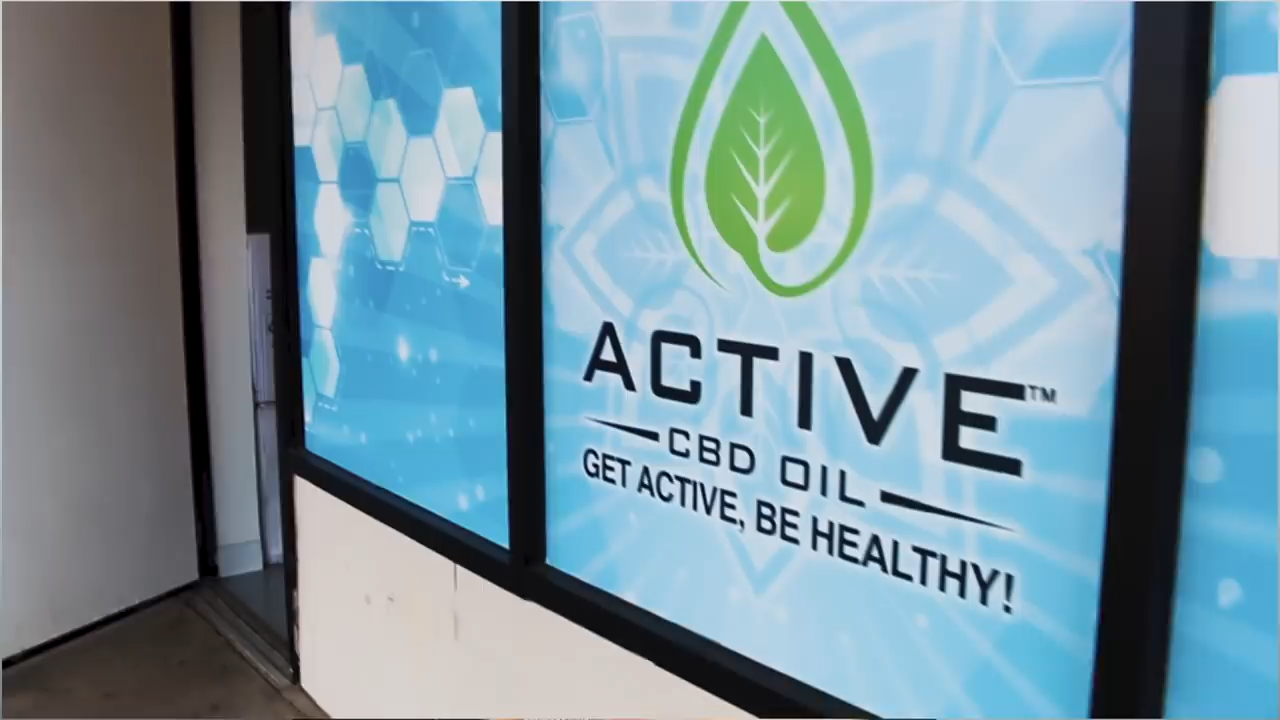 ACTIVE™
CBD OIL
GET ACTIVE, BE HEALTHY!